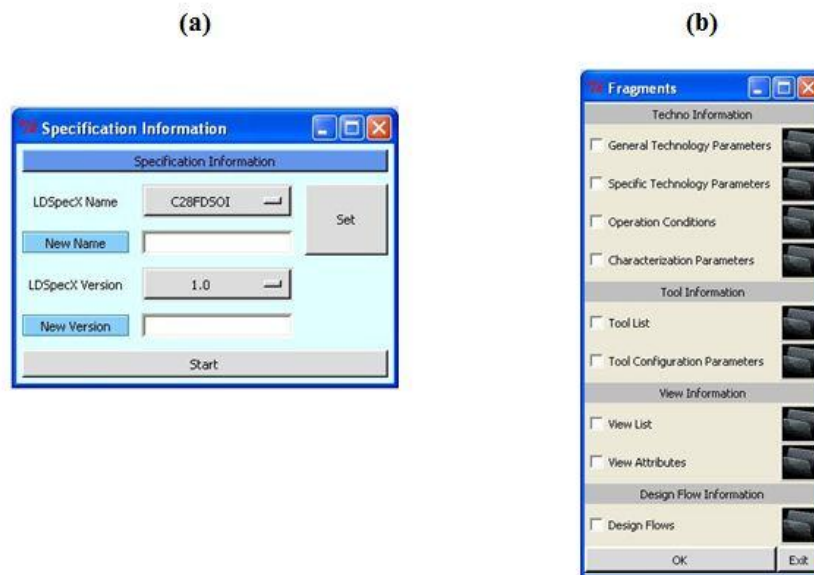 (a)
Specification Information
Specification Information
LDSpecX Name
C28FDSOI
Set
New Name
LDSpecX Version
1.0
New Version
Start
(b)
Fragments
Techno Information
General Technology Parameters
Specific Technology Parameters
Operation Conditions
Characterization Parameters
Tool Information
Tool List
Tool Configuration Parameters
View Information
View List
View Attributes
Design Flow Information
Design Flows
OK
Exit